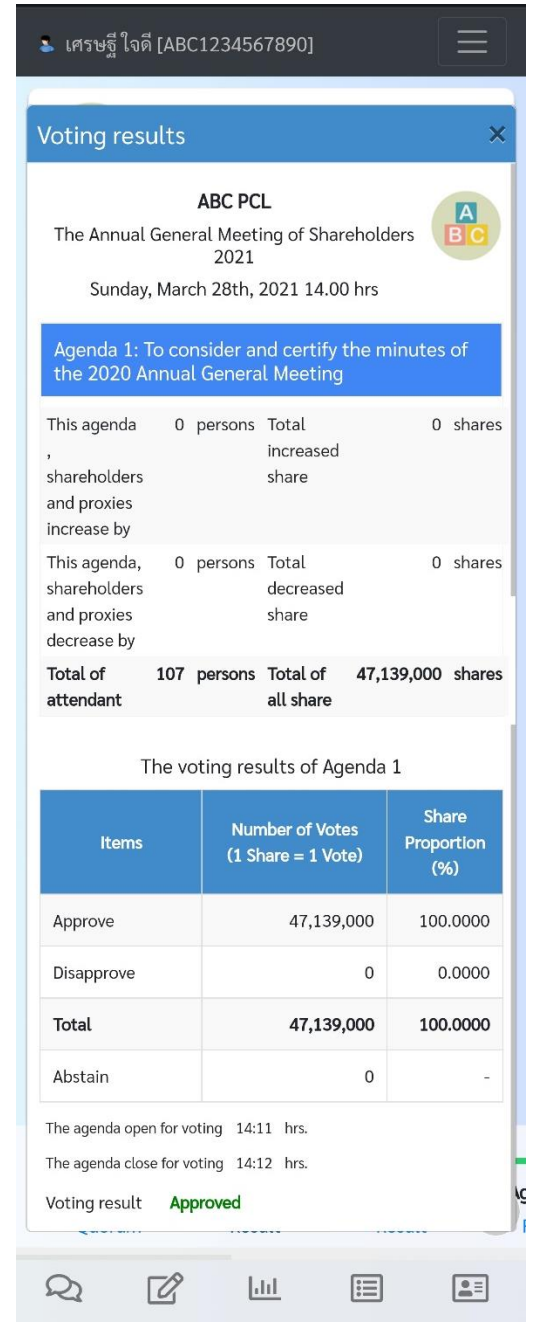 เศรษฐี ใจดี [ABC1234567890]
Voting results ×
ABC PCL
A
B C
The Annual General Meeting of Shareholders
2021
Sunday, March 28th, 2021 14.00 hrs
Agenda 1: To consider and certify the minutes of
the 2020 Annual General Meeting
This agenda 0 persons Total 0 shares
, increased
shareholders share
and proxies
increase by
This agenda, 0 persons Total 0 shares
shareholders decreased
and proxies share
decrease by
Total of 107 persons Total of 47,139,000 shares
attendant all share
The voting results of Agenda 1
Items Number of Votes (1 Share = 1 Vote) Share Proportion (%)
Approve 47,139,000 100.0000
Disapprove 0 0.0000
Total 47,139,000 100.0000
Abstain 0 -
The agenda open for voting 14:11 hrs.
The agenda close for voting 14:12 hrs.
Voting result Approved